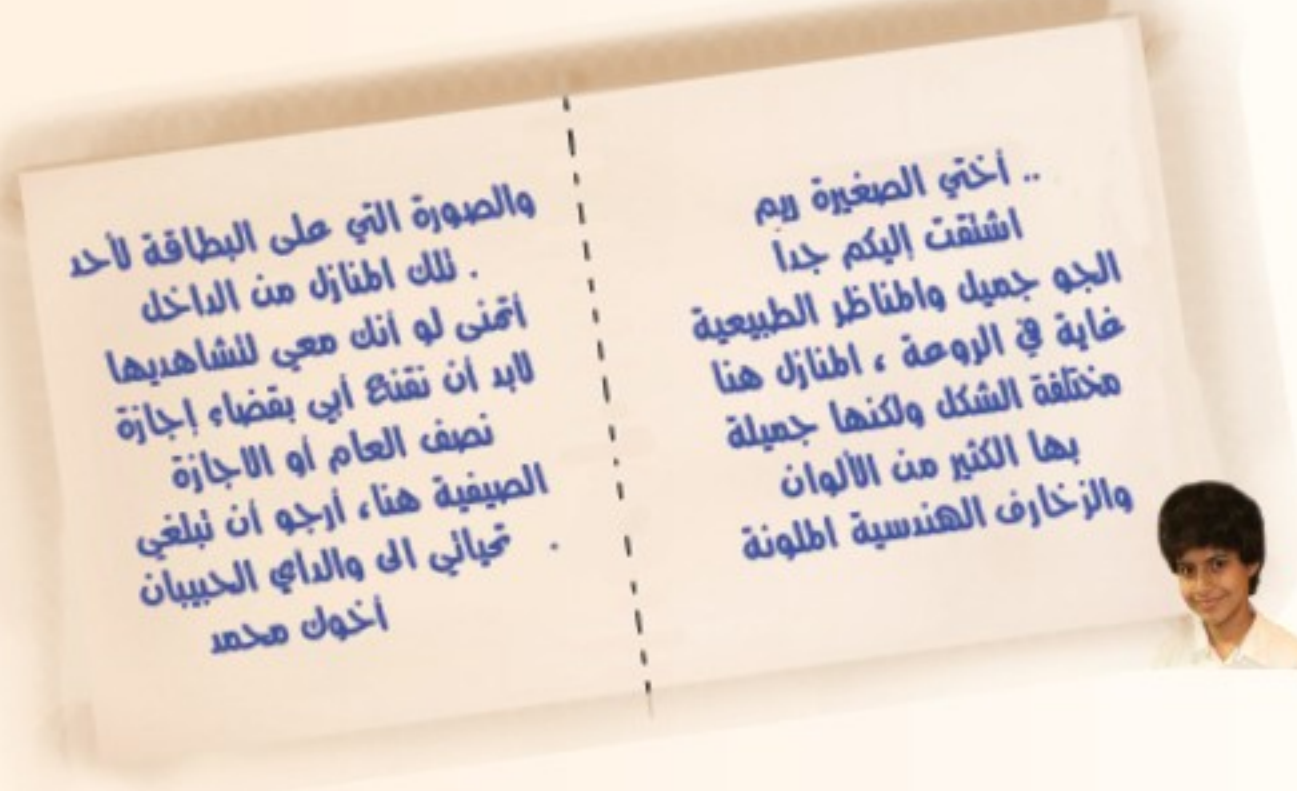 .. أختي الصغيرة ريم
اشتقت إليكم جدا
الجو جميل والمناظر الطبيعية
غاية في الروعة ، المنازل هنا
مختلفة الشكل ولكنها جميلة
بها الكثير من الألوان
والزخارف الهندسية الملونة
والصورة التي على البطاقة لأحد
. تلك المنازل من الداخل
أتمنى لو أنك معي لتشاهديها
لابد أن نقنع أبي بقضاء إجازة
نصف العام أو الاجازة
الصيفية هنا، أرجو أن تبلغي
. تحياتي الى والداي الحبيبان
أخوك محمد